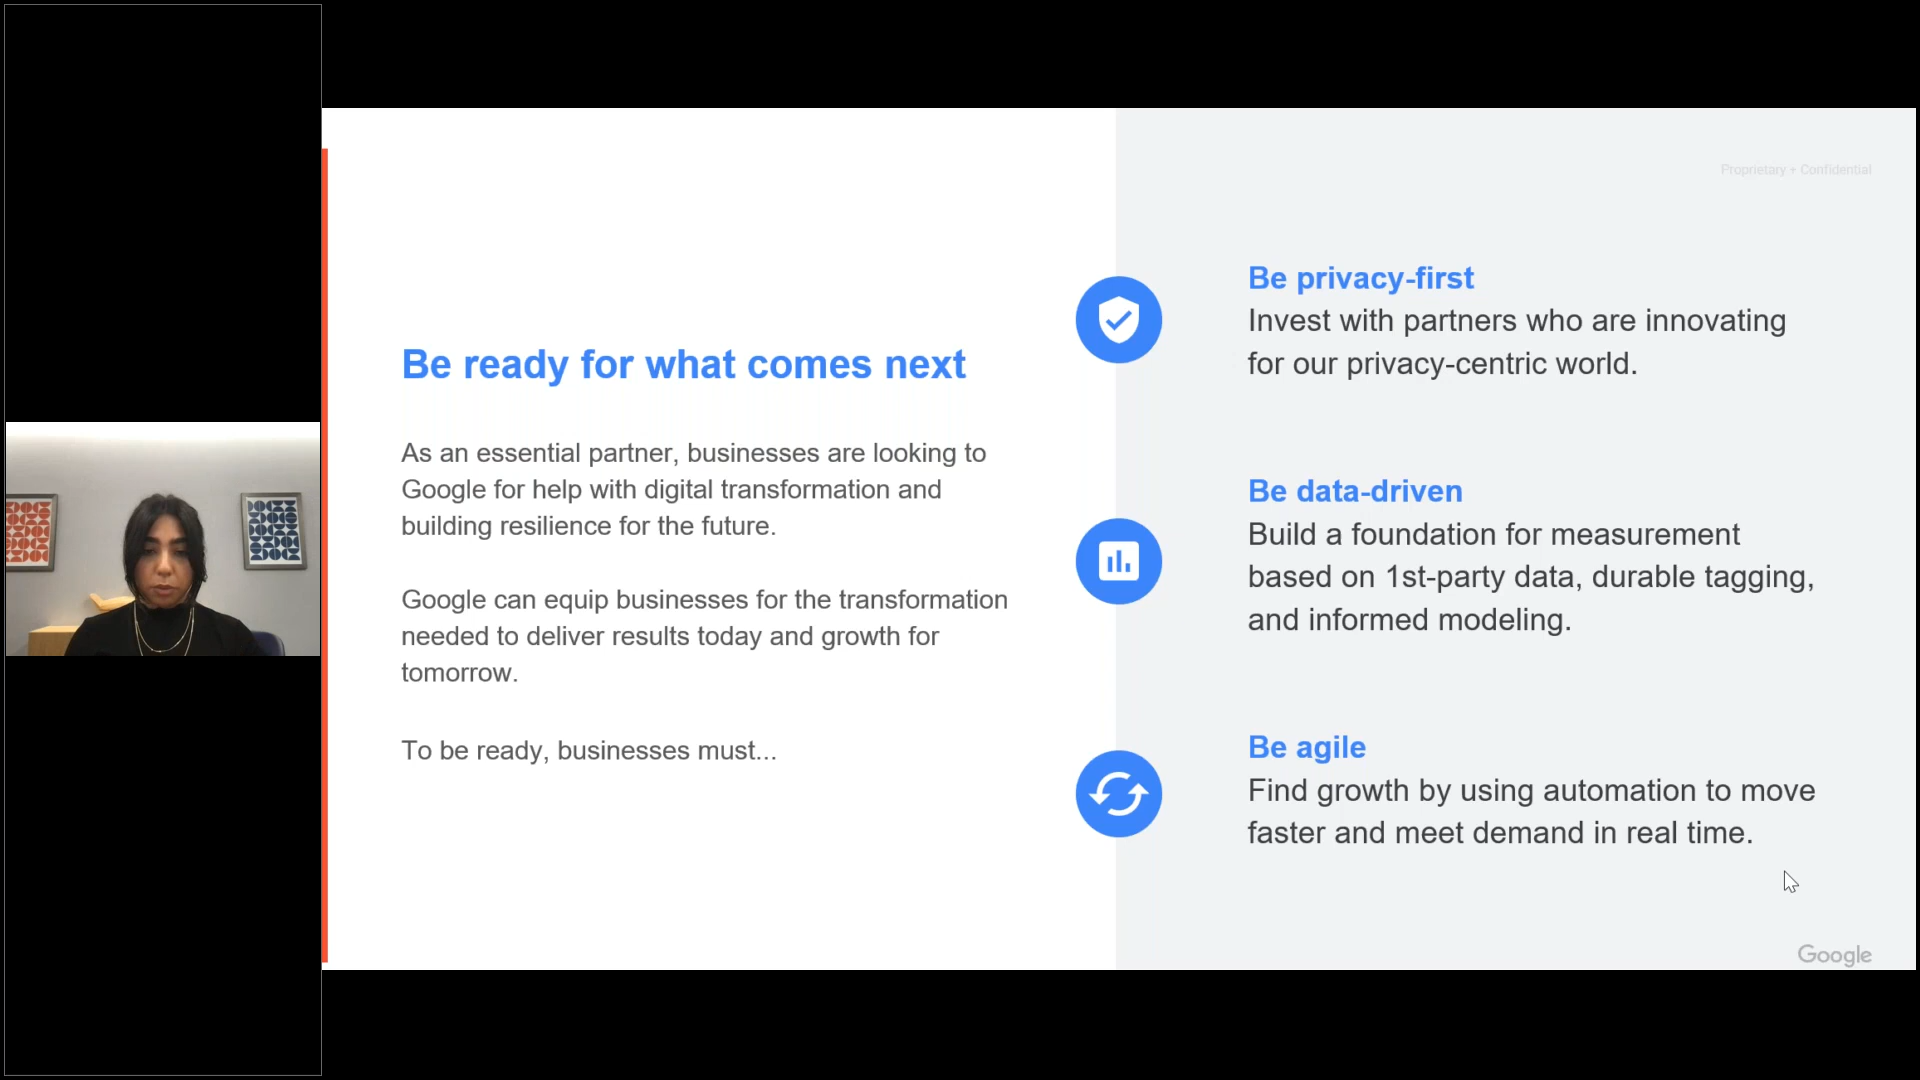 Proprietary + Confidential
Be ready for what comes next
As an essential partner, businesses are looking to
Google for help with digital transformation and
building resilience for the future.
Google can equip businesses for the transformation
needed to deliver results today and growth for
tomorrow.
To be ready, businesses must...
Be privacy-first
Invest with partners who are innovating
for our privacy-centric world.
Be data-driven
Build a foundation for measurement
based on 1st-party data, durable tagging,
and informed modeling.
Be agile
Find growth by using automation to move
faster and meet demand in real time.
Google